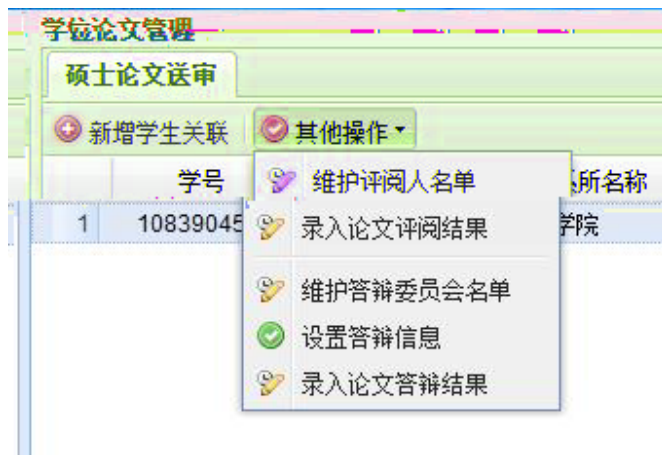 学位论文管理
硕士论文送审
新增学生关联 其他操作
学号 所名称
1 10839045 学院
维护评阅人名单
录入论文评阅结果
维护答辩委员会名单
设置答辩信息
录入论文答辩结果